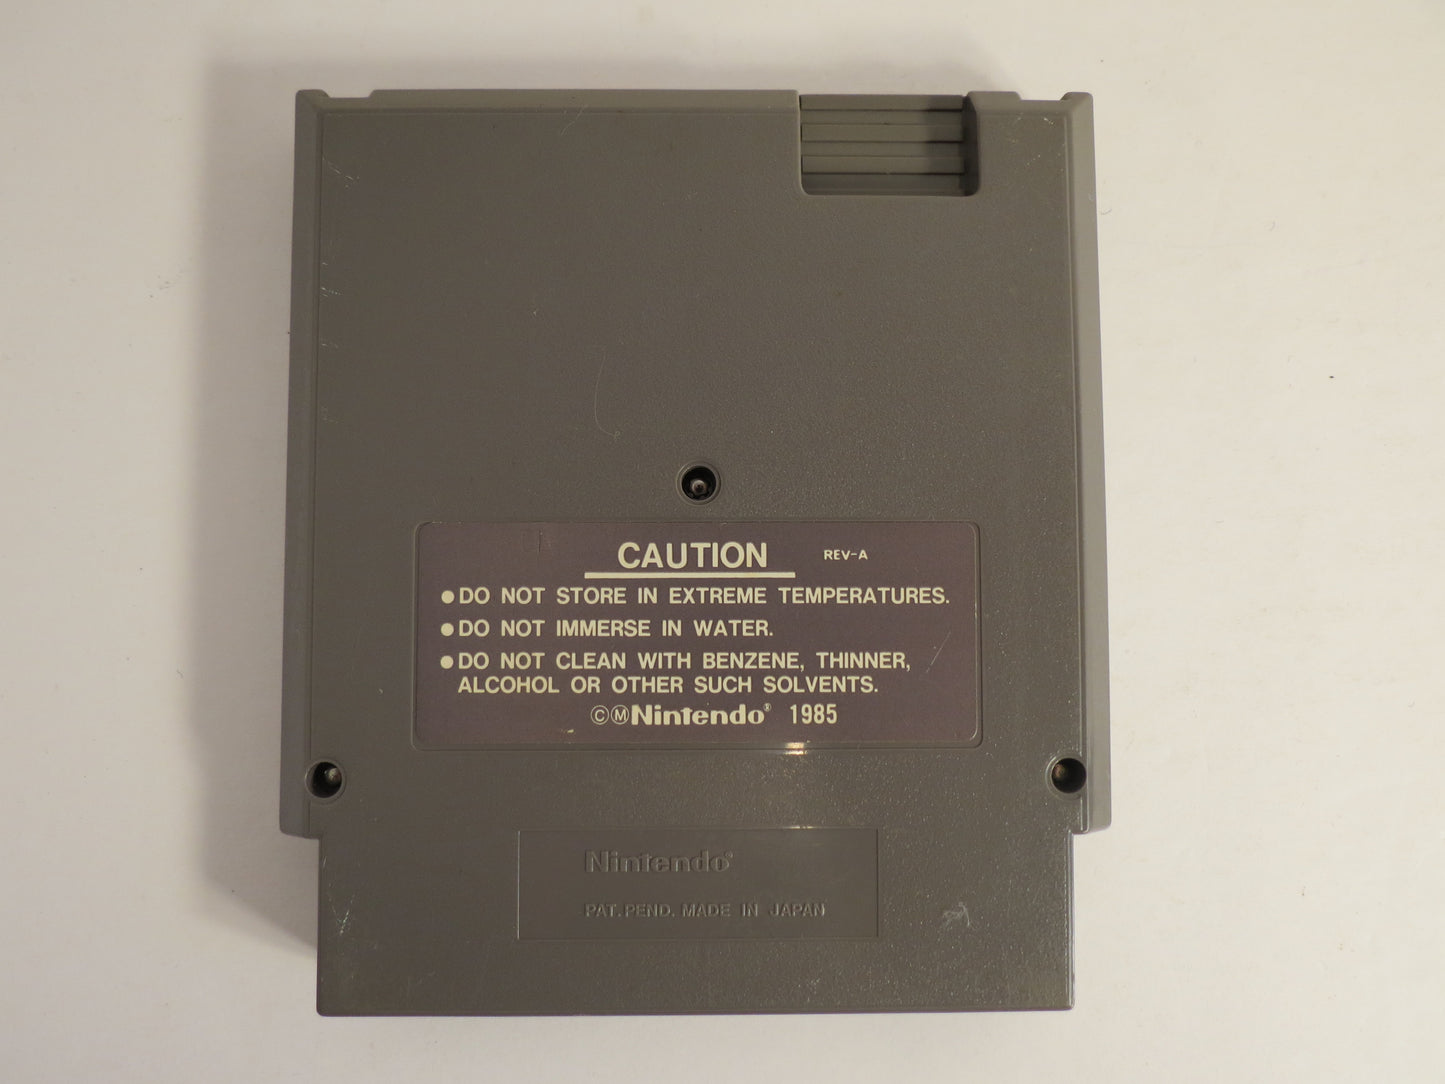 CAUTION REV-A
●DO NOT STORE IN EXTREME TEMPERATURES.
●DO NOT IMMERSE IN WATER.
●DO NOT CLEAN WITH BENZENE, THINNER,
ALCOHOL OR OTHER SUCH SOLVENTS.
©ⓂNintendo® 1985
Nintendo®
PAT. PEND. MADE IN JAPAN